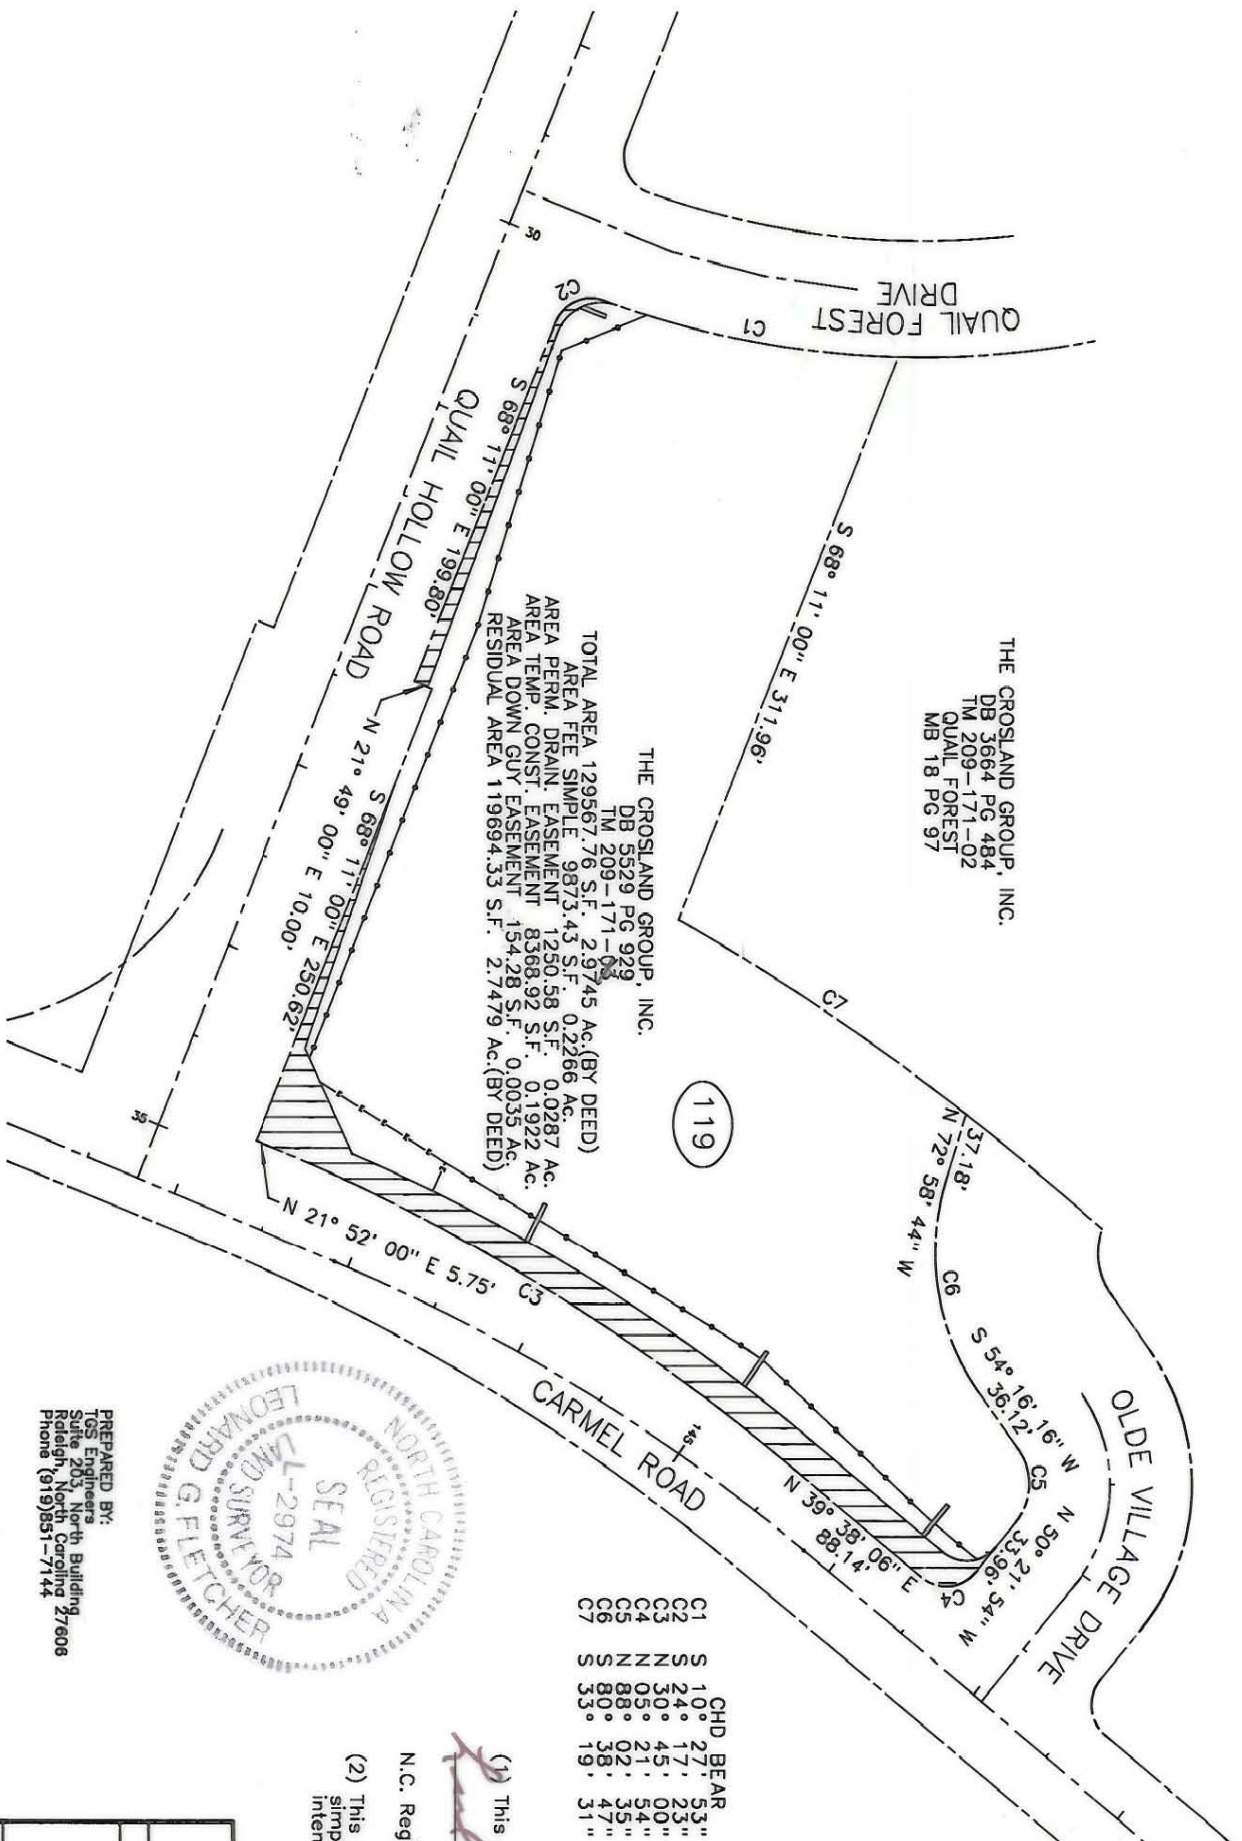 QUAIL FOREST
DRIVE
C1
C2
30
S 68° 11' 00" E 311.96'
THE CROSLAND GROUP, INC.
DB 3664 PG 484
TM 209-171-02
QUAIL FOREST
MB 18 PG 97
S 68° 11' 00" E 199.80'
QUAIL HOLLOW ROAD
N 21° 49' 00" E 10.00'
S 68° 11' 00" E 250.62'
THE CROSLAND GROUP, INC.
DB 5529 PG 929
TM 209-171-
TOTAL AREA 129567.76 S.F. 2.9745 Ac.(BY DEED)
AREA FEE SIMPLE 9873.43 S.F. 0.2266 Ac.
AREA PERM. DRAIN. EASEMENT 1250.58 S.F. 0.0287 Ac.
AREA TEMP. CONST. EASEMENT 8368.92 S.F. 0.1922 Ac.
AREA DOWN GUY EASEMENT 154.28 S.F. 0.0035 Ac.
RESIDUAL AREA 119694.33 S.F. 2.7479 Ac.(BY DEED)
119
C7
37.18'
N 72° 58' 44" W
C6
S 54° 16' 16" W
36.12'
C5
OLDE VILLAGE DRIVE
N 50° 21' 54" W
33.96'
C4
N 39° 38' 06" E
88.14'
35
N 21° 52' 00" E 5.75'
C3
CARMEL ROAD
145
NORTH CAROLINA
REGISTERED
SEAL
L-2974
LAND SURVEYOR
LEONARD G. FLETCHER
PREPARED BY:
TGS Engineers
Suite 203, North Building
Raleigh, North Carolina 27606
Phone (919)851-7144
CHD BEAR
C1 S 10° 27' 53"
C2 S 24° 17' 23"
C3 N 30° 45' 00"
C4 N 05° 21' 54"
C5 N 88° 02' 35"
C6 S 80° 38' 47"
C7 S 33° 19' 31"
(1) This
N.C. Reg
(2) This
simp
inten